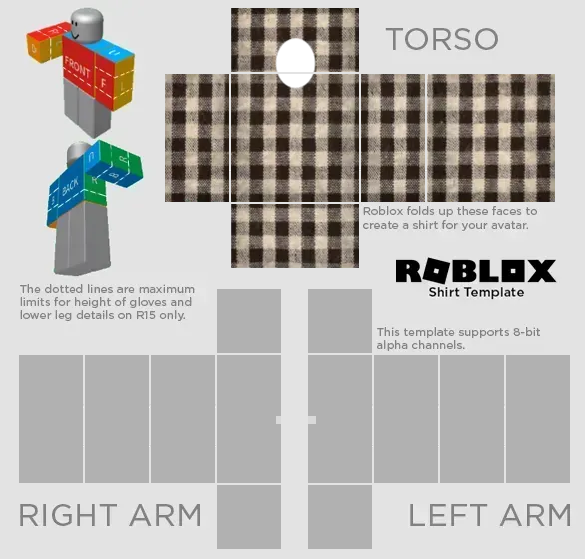 TORSO
FRONT
F
L
U
BACK
B
R
U
R
B
Roblox folds up these faces to
create a shirt for your avatar.
ROBLOX
Shirt Template
The dotted lines are maximum
limits for height of gloves and
lower leg details on R15 only.
This template supports 8-bit
alpha channels.
RIGHT ARM
LEFT ARM